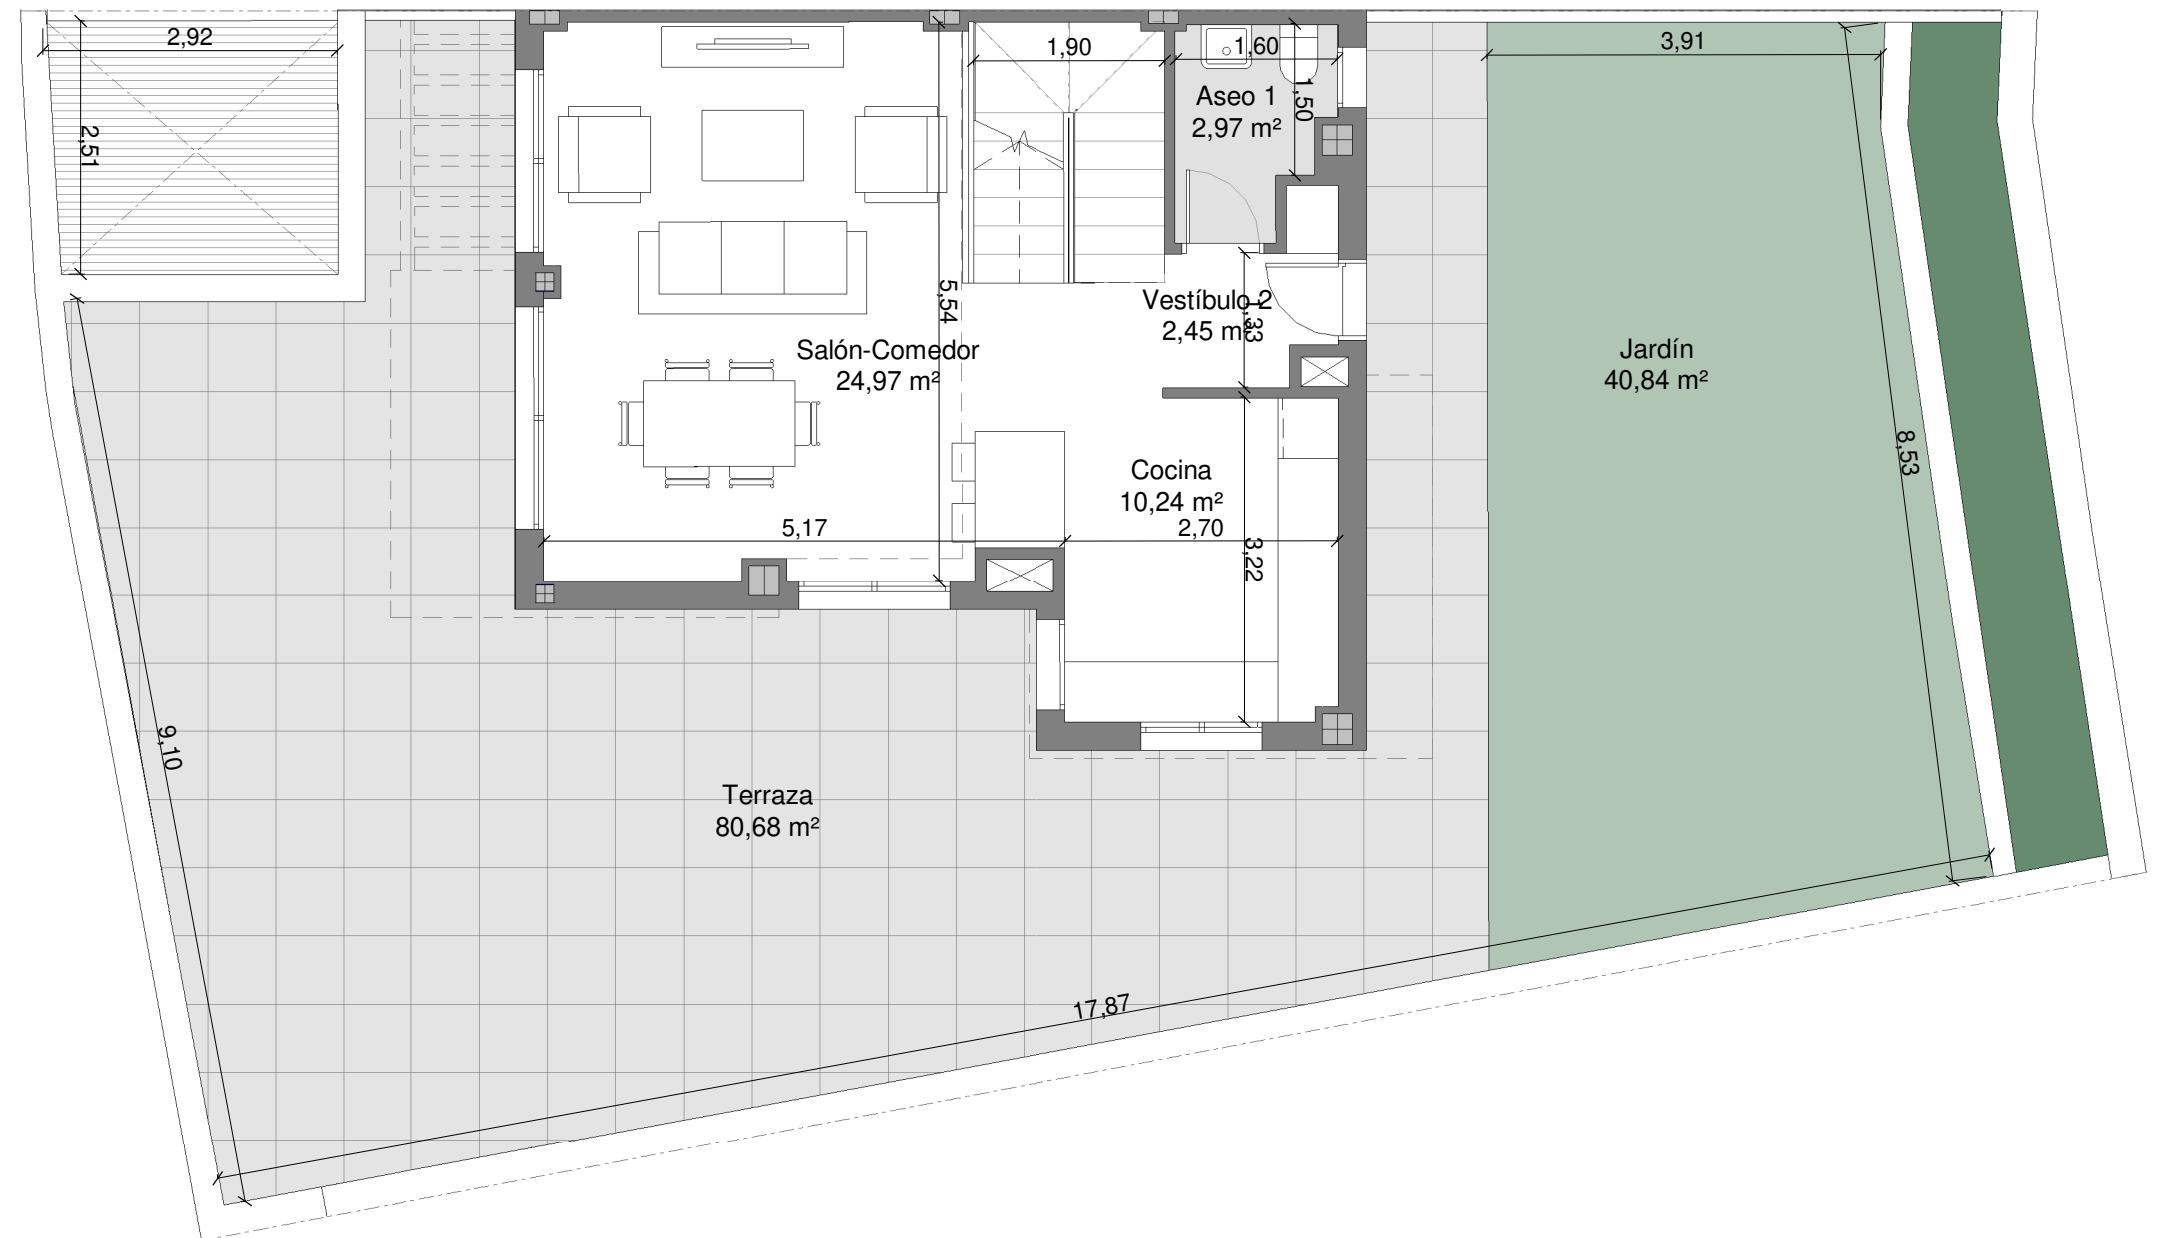 2,92
1,90
1,60
3,91
2,51
Aseo 1
2,97 m²
1,50
Vestíbulo 2
2,45 m²
1,33
5,54
Salón-Comedor
24,97 m²
Jardín
40,84 m²
8,53
Cocina
10,24 m²
5,17
2,70
3,22
9,10
Terraza
80,68 m²
17,87